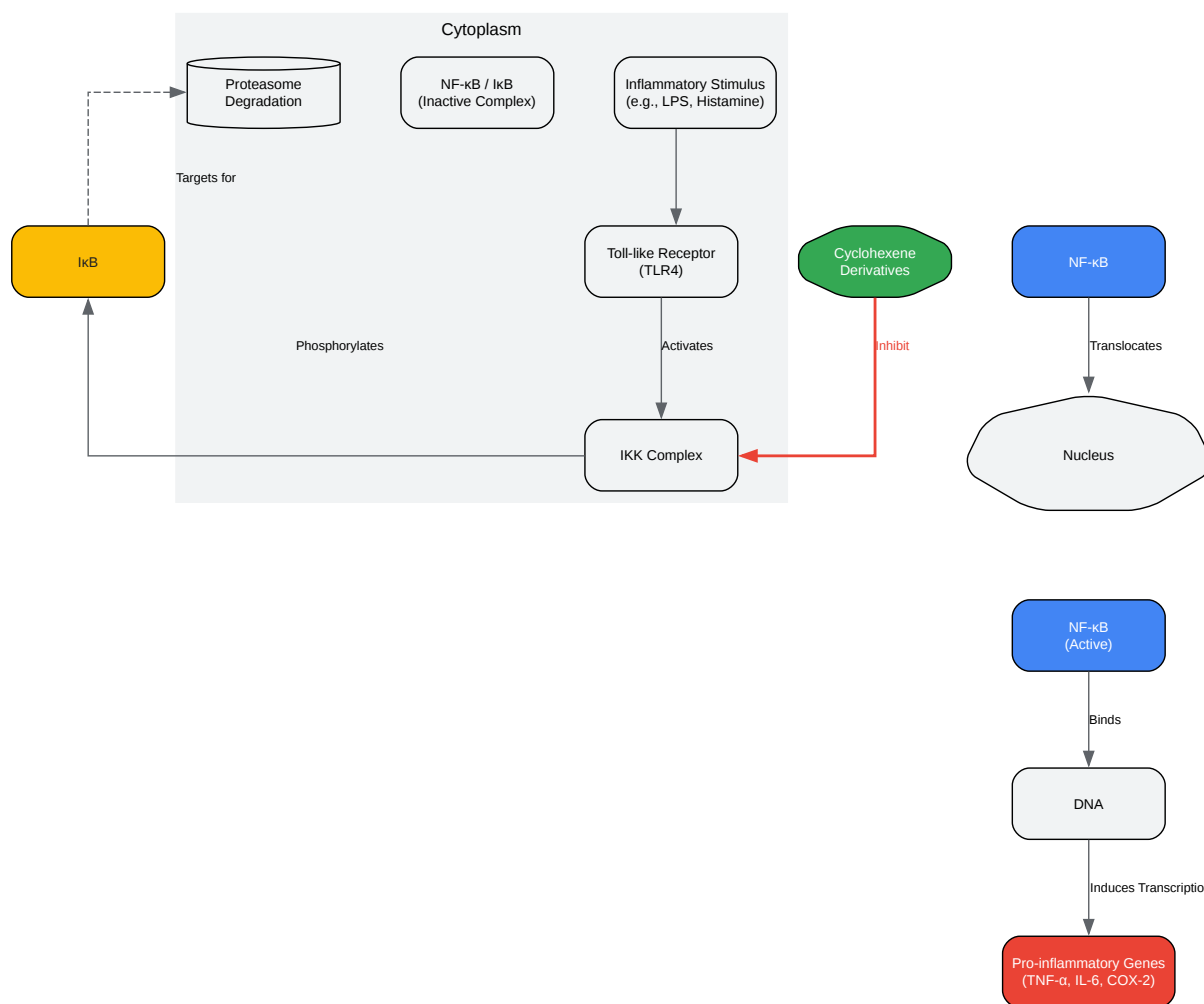 Cytoplasm
Proteasome
Degradation
NF-κB / IκB
(Inactive Complex)
Inflammatory Stimulus
(e.g., LPS, Histamine)
Targets for
IκB
Toll-like Receptor
(TLR4)
Cyclohexene
Derivatives
NF-κB
Phosphorylates
Activates
Inhibit
Translocates
IKK Complex
Nucleus
NF-κB
(Active)
Binds
DNA
Induces Transcriptio
Pro-inflammatory Genes
(TNF-α, IL-6, COX-2)